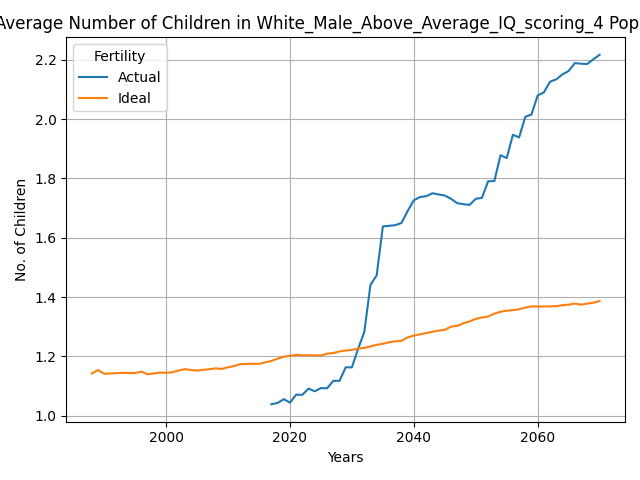 Average Number of Children in White_Male_Above_Average_IQ_scoring_4 Pop
Fertility
Actual
Ideal
2.2
2.0
1.8
1.6
1.4
1.2
1.0
No. of Children
2000
2020
2040
2060
Years